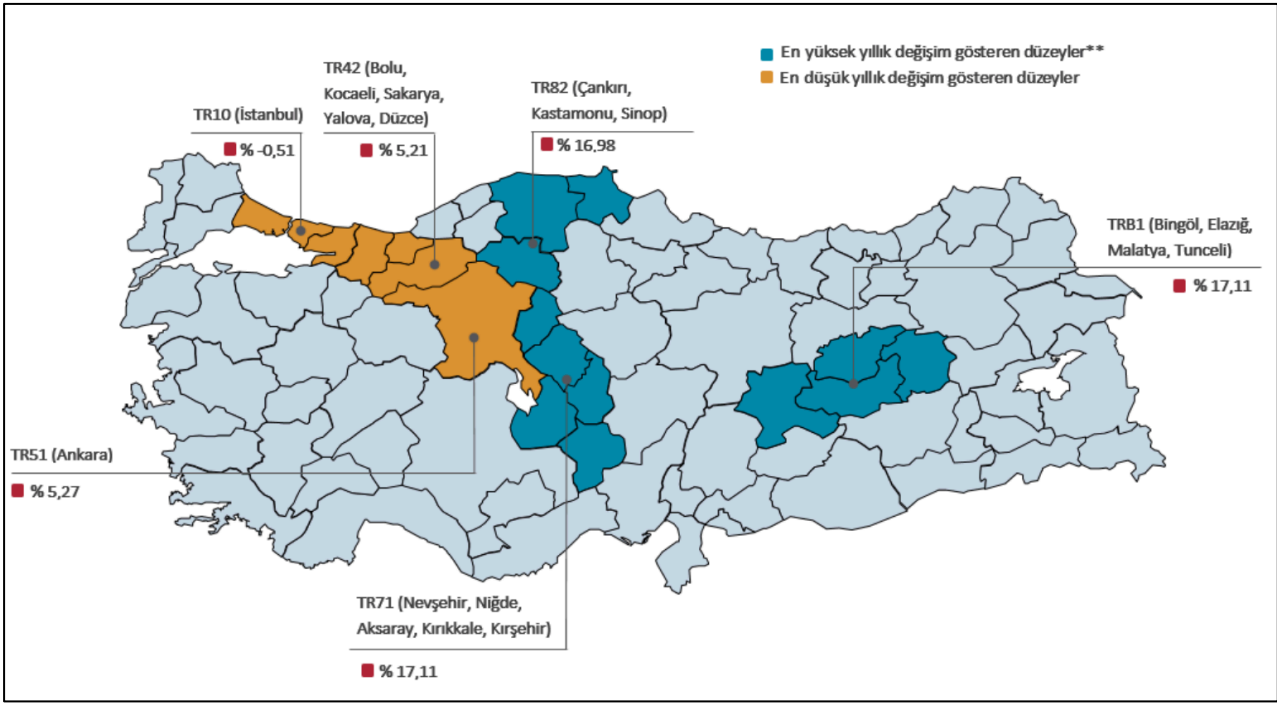 En yüksek yıllık değişim gösteren düzeyler**
En düşük yıllık değişim gösteren düzeyler
TR10 (İstanbul)
% -0,51
TR42 (Bolu,
Kocaeli, Sakarya,
Yalova, Düzce)
% 5,21
TR82 (Çankırı,
Kastamonu, Sinop)
% 16,98
TRB1 (Bingöl, Elazığ,
Malatya, Tunceli)
% 17,11
TR51 (Ankara)
% 5,27
TR71 (Nevşehir, Niğde,
Aksaray, Kırıkkale, Kırşehir)
% 17,11